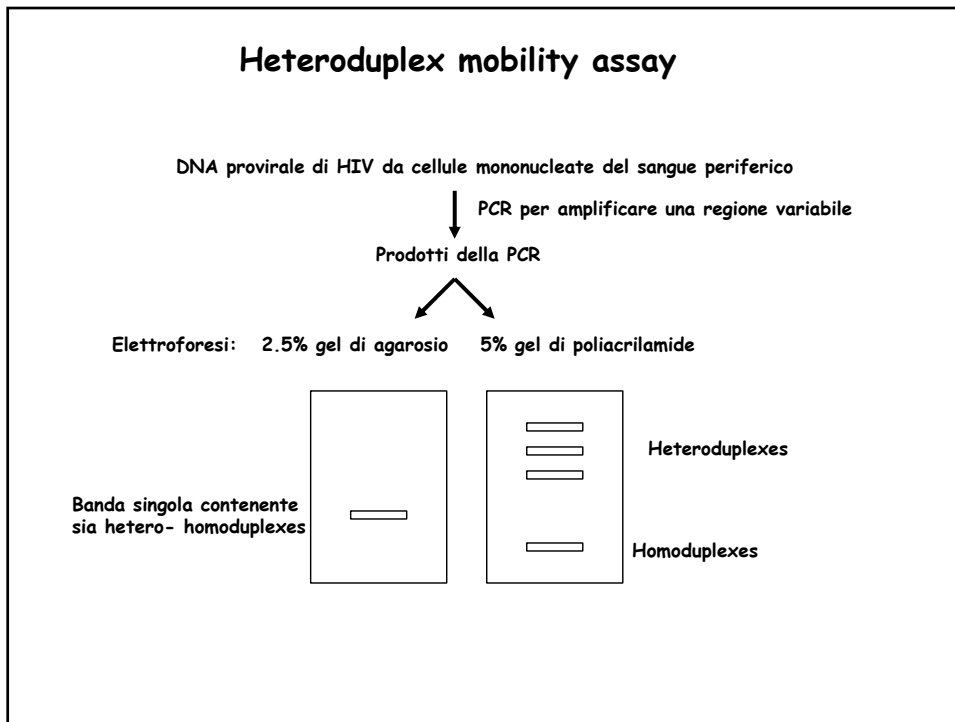 Heteroduplex mobility assay
DNA provirale di HIV da cellule mononucleate del sangue periferico
PCR per amplificare una regione variabile
Prodotti della PCR
Elettroforesi: 2.5% gel di agarosio 5% gel di poliacrilamide
Heteroduplexes
Banda singola contenente
sia hetero- homoduplexes
Homoduplexes